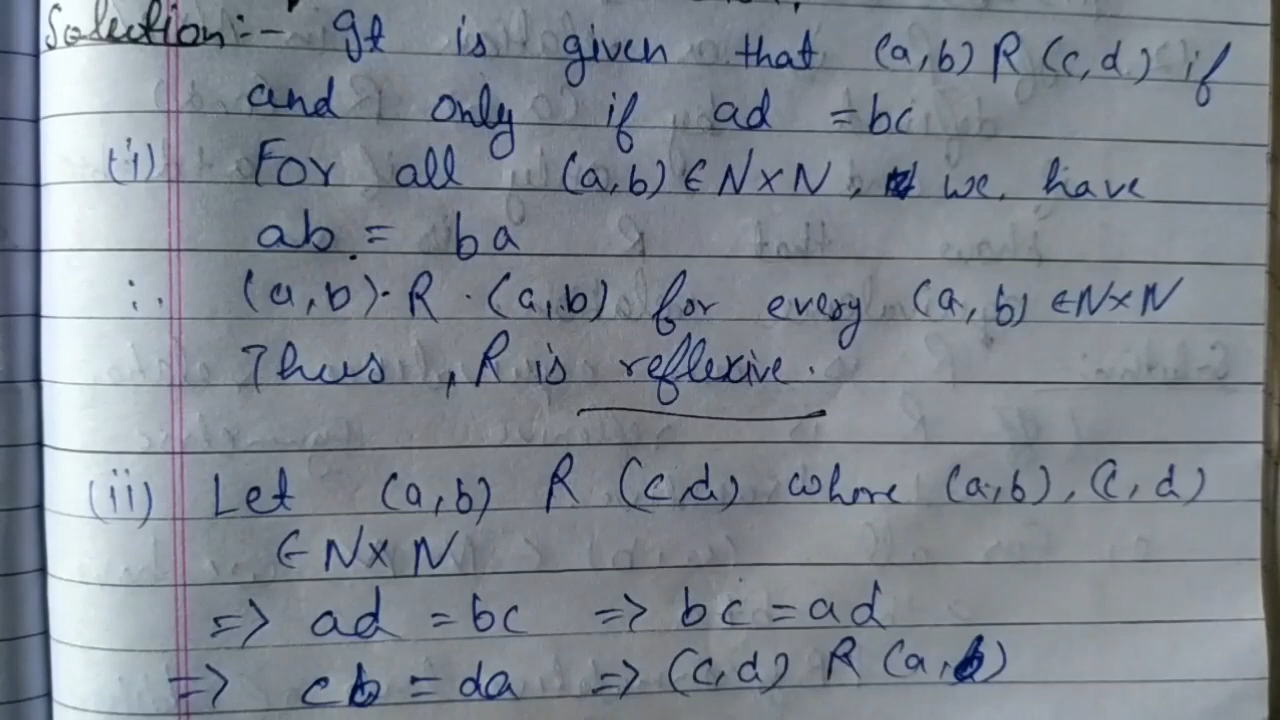 Solution:- It is given that (a,b) R (c,d) if
and only if ad = bc
(i) For all (a,b) ∈ N×N, we have
ab = ba
∴ (a,b)·R·(a,b) for every (a,b) ∈ N×N
Thus, R is reflexive.
(ii) Let (a,b) R (c,d) where (a,b), (c,d)
∈ N×N
=> ad = bc => bc = ad
=> cb = da => (c,d) R (a,b)